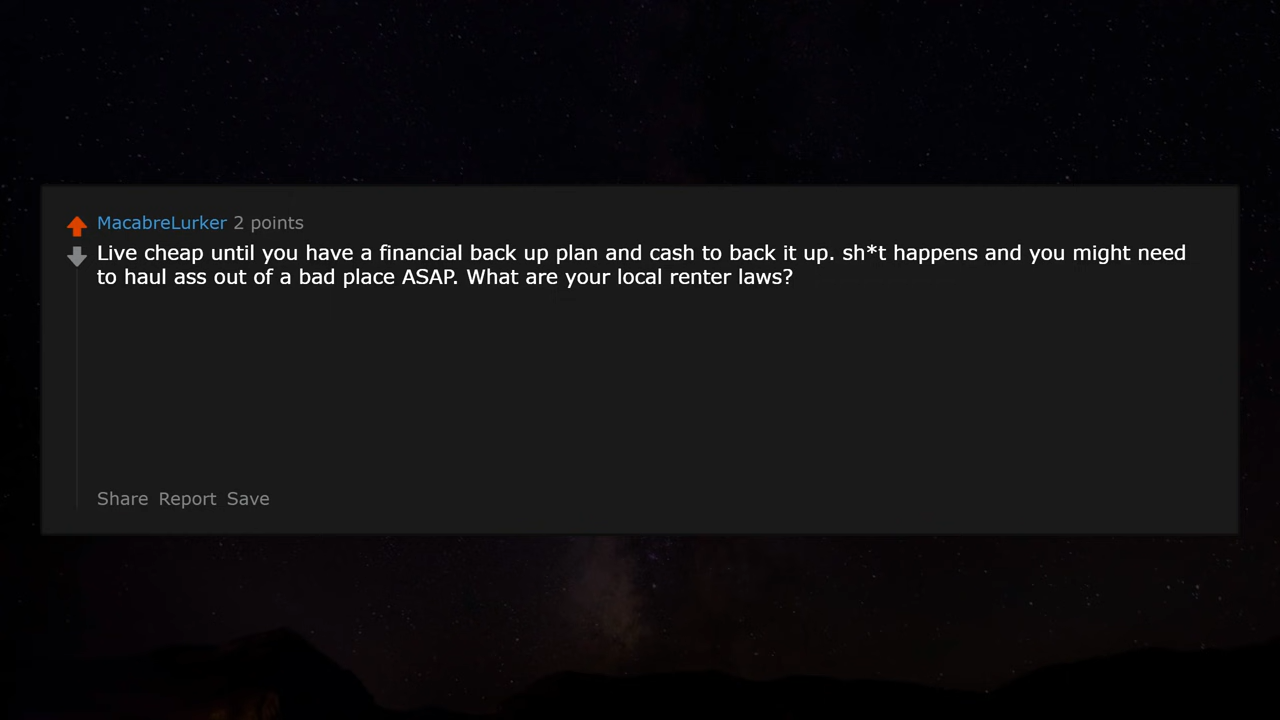 MacabreLurker 2 points
Live cheap until you have a financial back up plan and cash to back it up. sh*t happens and you might need
to haul ass out of a bad place ASAP. What are your local renter laws?
Share Report Save